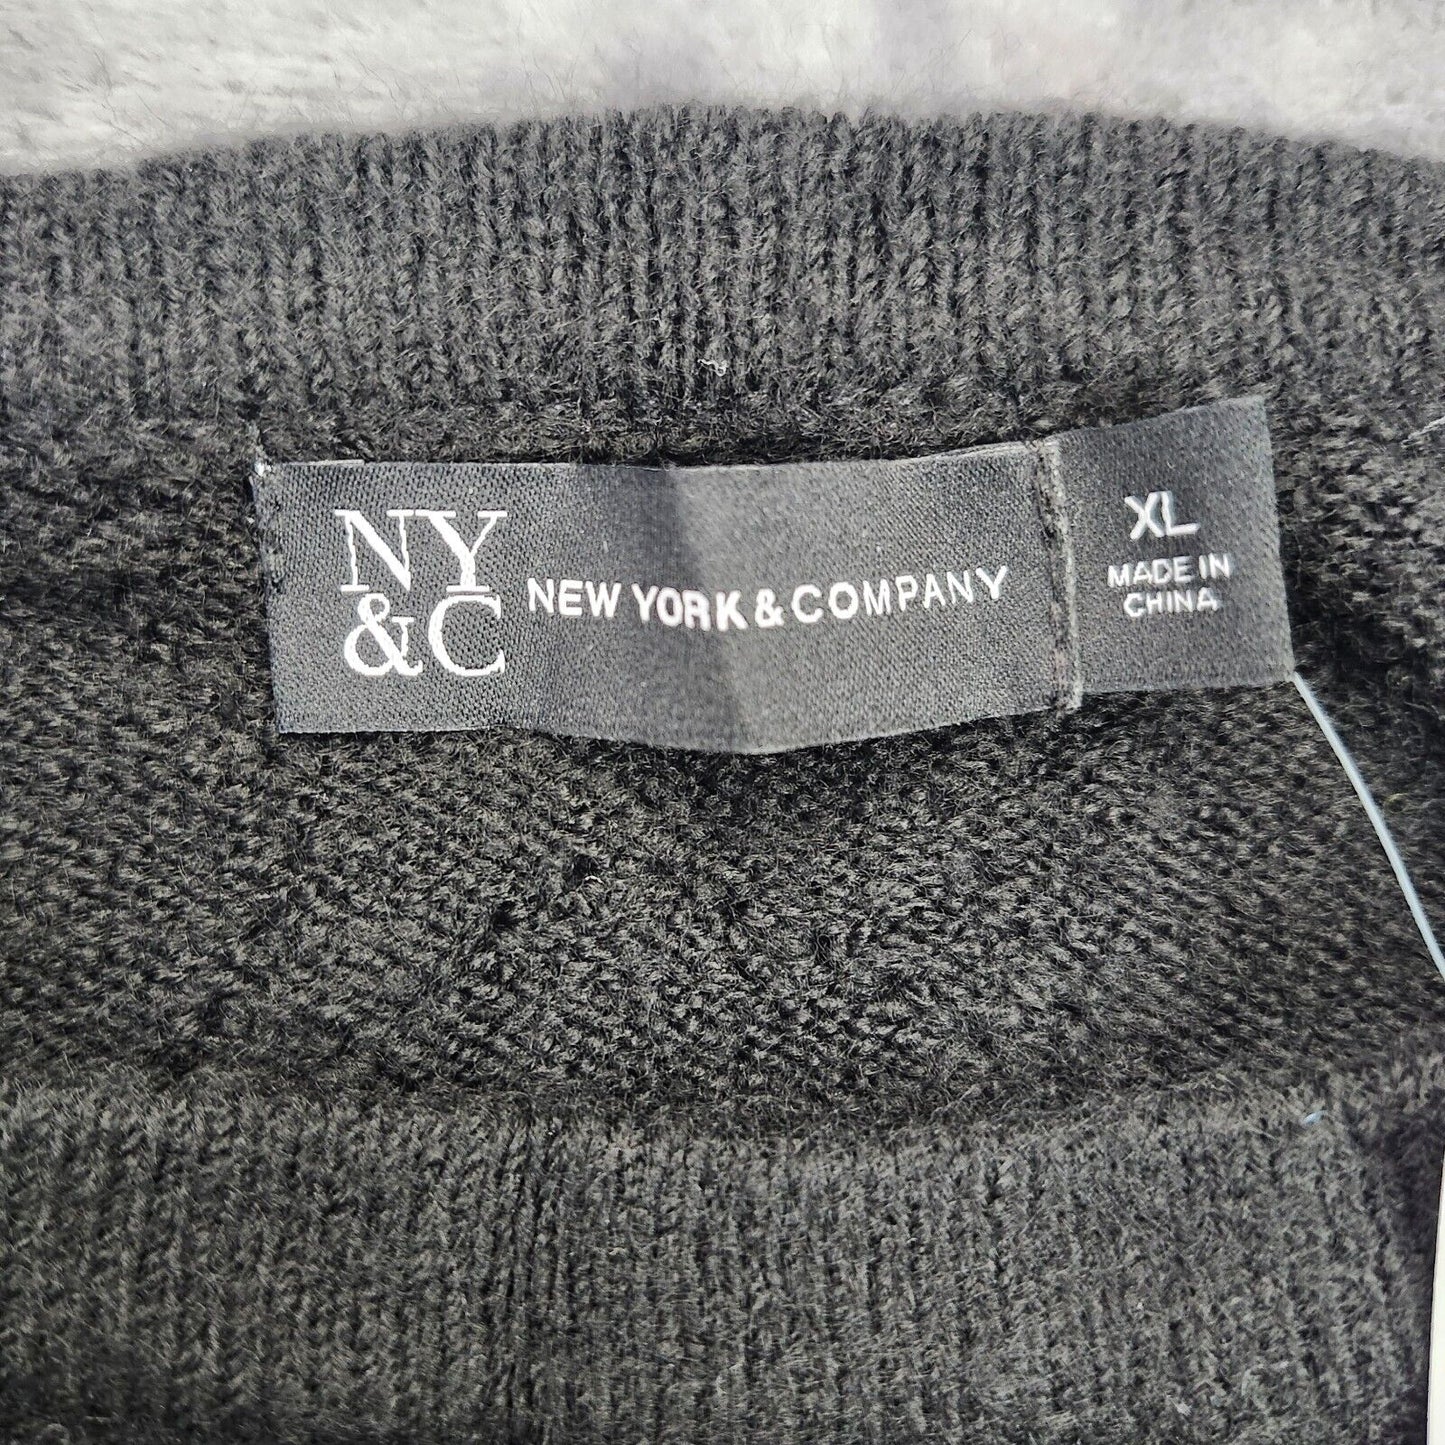 NY
&C
NEW YORK & COMPANY
XL
MADE IN
CHINA